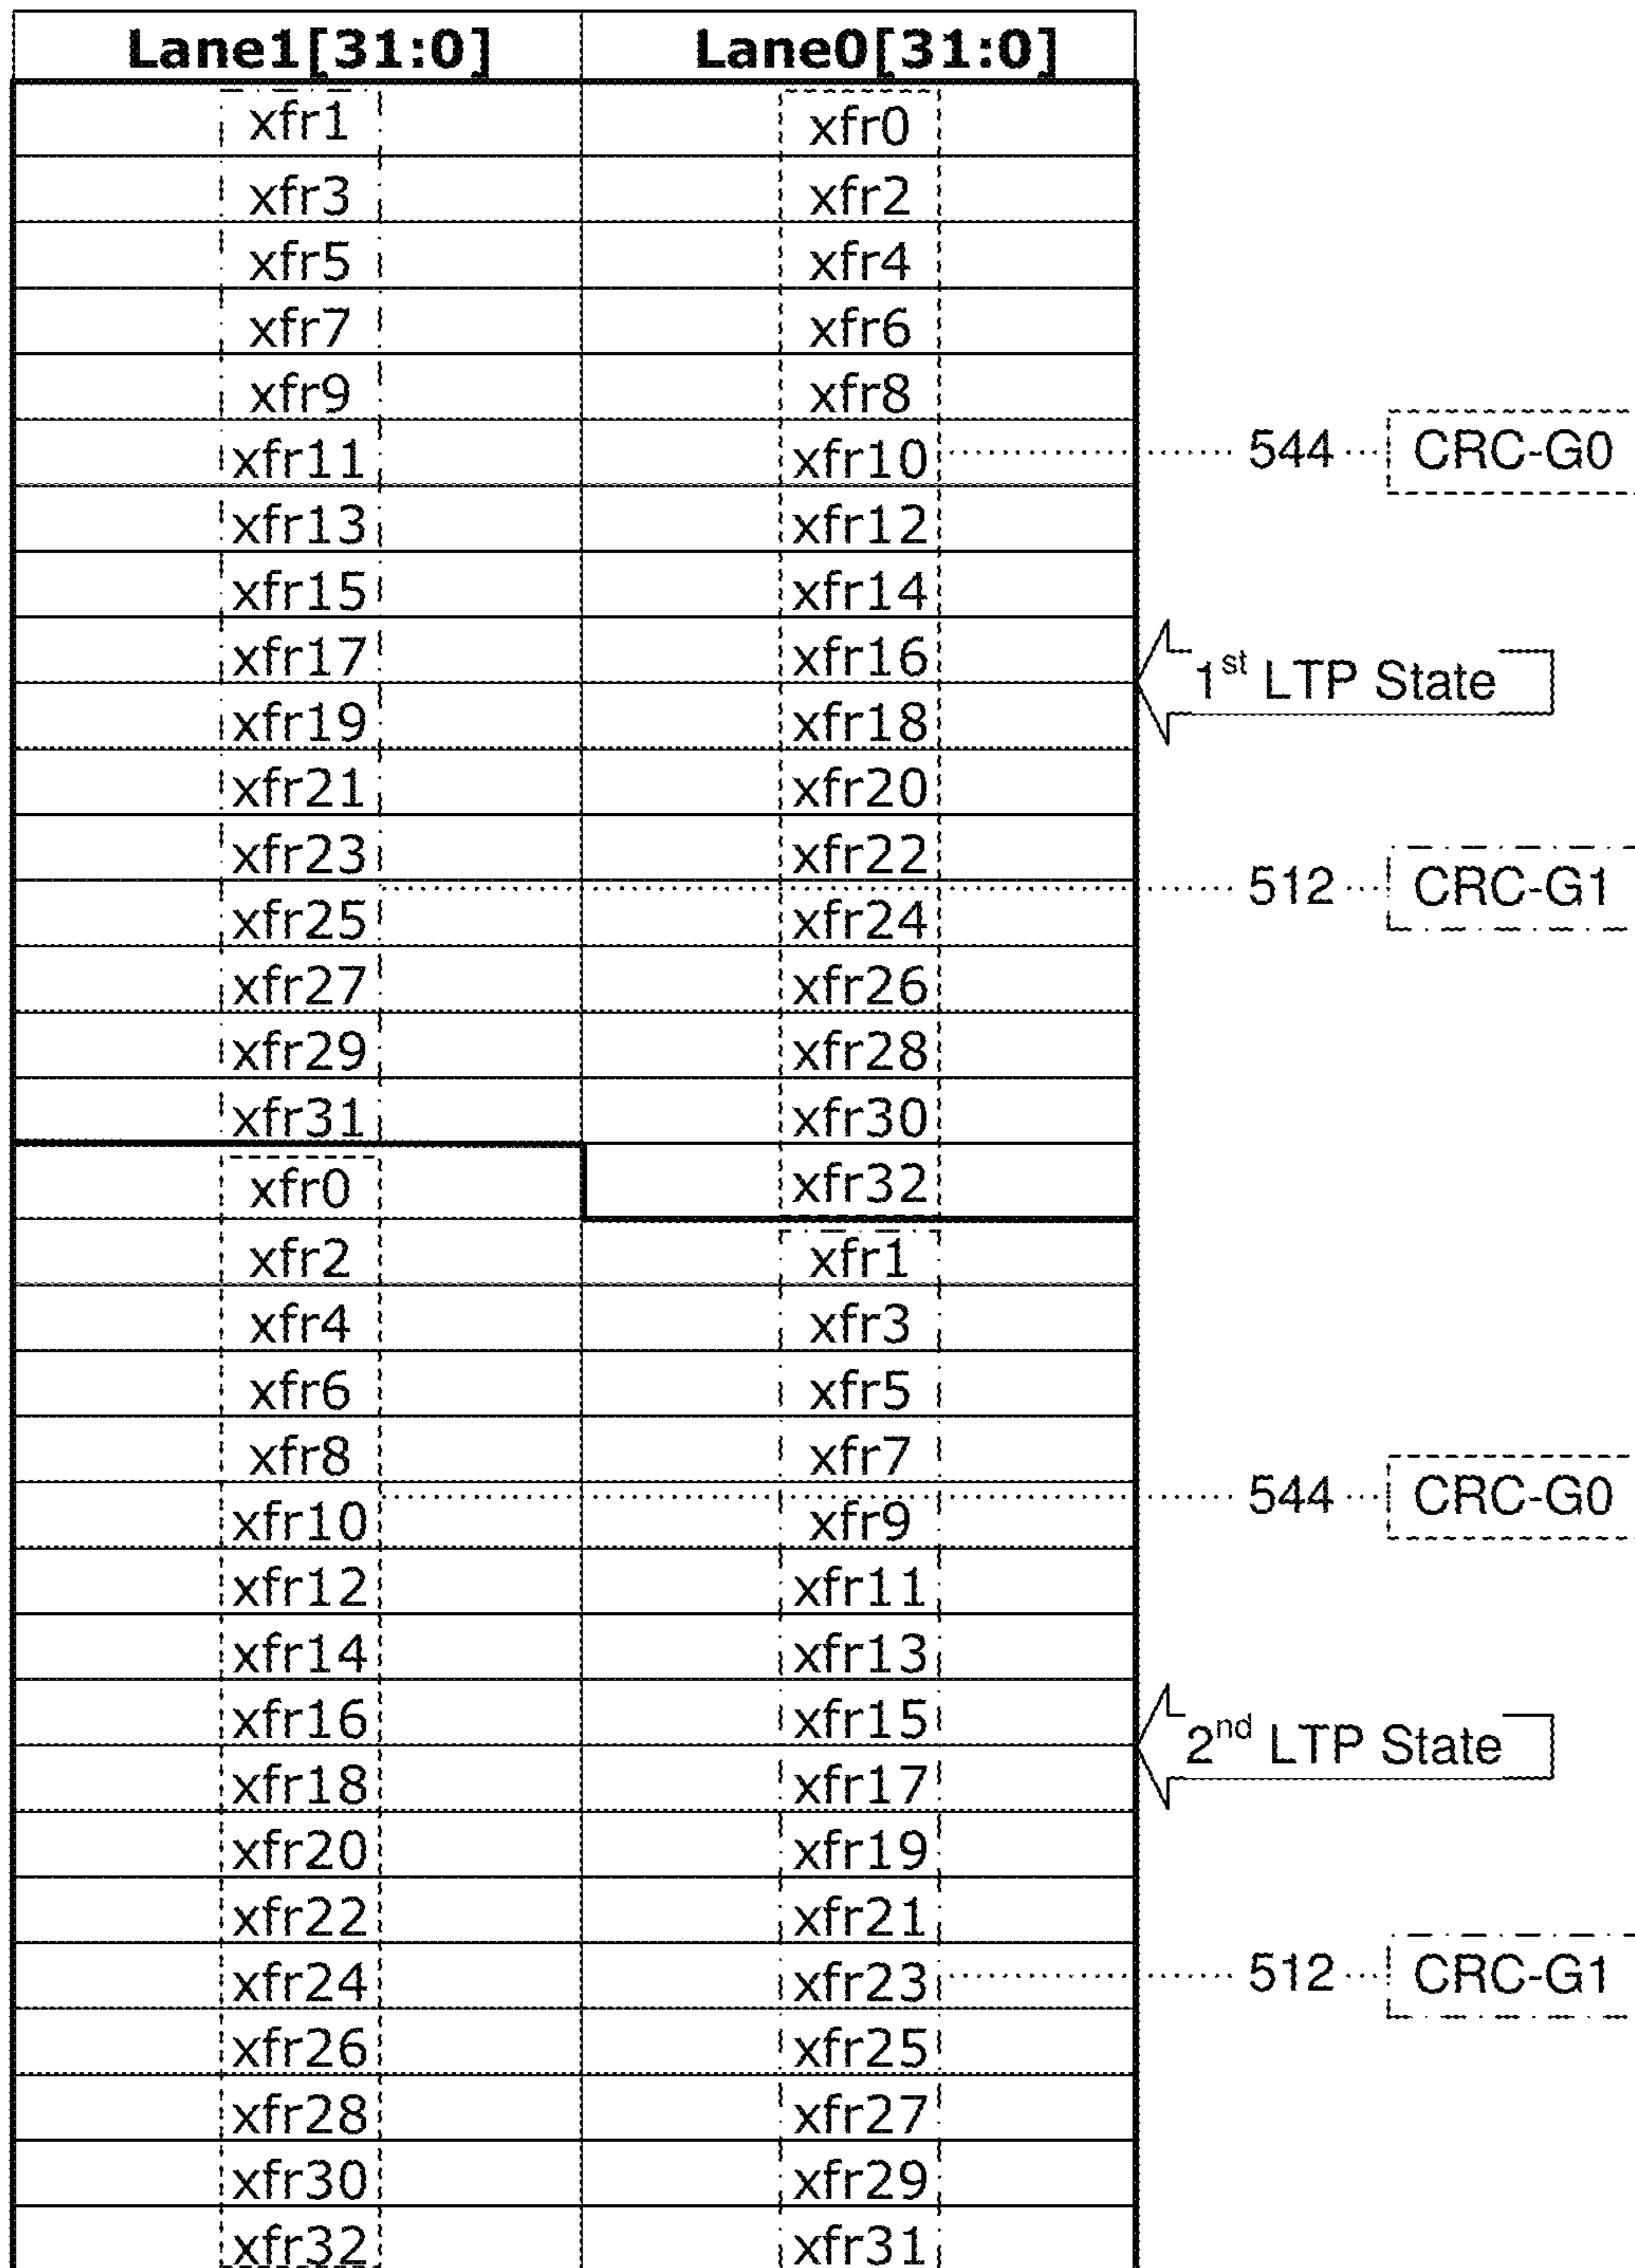 Lane1[31:0] Lane0[31:0]
xfr1 xfr0
xfr3 xfr2
xfr5 xfr4
xfr7 xfr6
xfr9 xfr8
xfr11 xfr10 544 CRC-G0
xfr13 xfr12
xfr15 xfr14
xfr17 xfr16
1st LTP State
xfr19 xfr18
xfr21 xfr20
xfr23 xfr22
512 CRC-G1
xfr25 xfr24
xfr27 xfr26
xfr29 xfr28
xfr31 xfr30
xfr0 xfr32
xfr2 xfr1
xfr4 xfr3
xfr6 xfr5
xfr8 xfr7
544 CRC-G0
xfr10 xfr9
xfr12 xfr11
xfr14 xfr13
xfr16 xfr15
2nd LTP State
xfr18 xfr17
xfr20 xfr19
xfr22 xfr21
xfr24 xfr23 512 CRC-G1
xfr26 xfr25
xfr28 xfr27
xfr30 xfr29
xfr32 xfr31